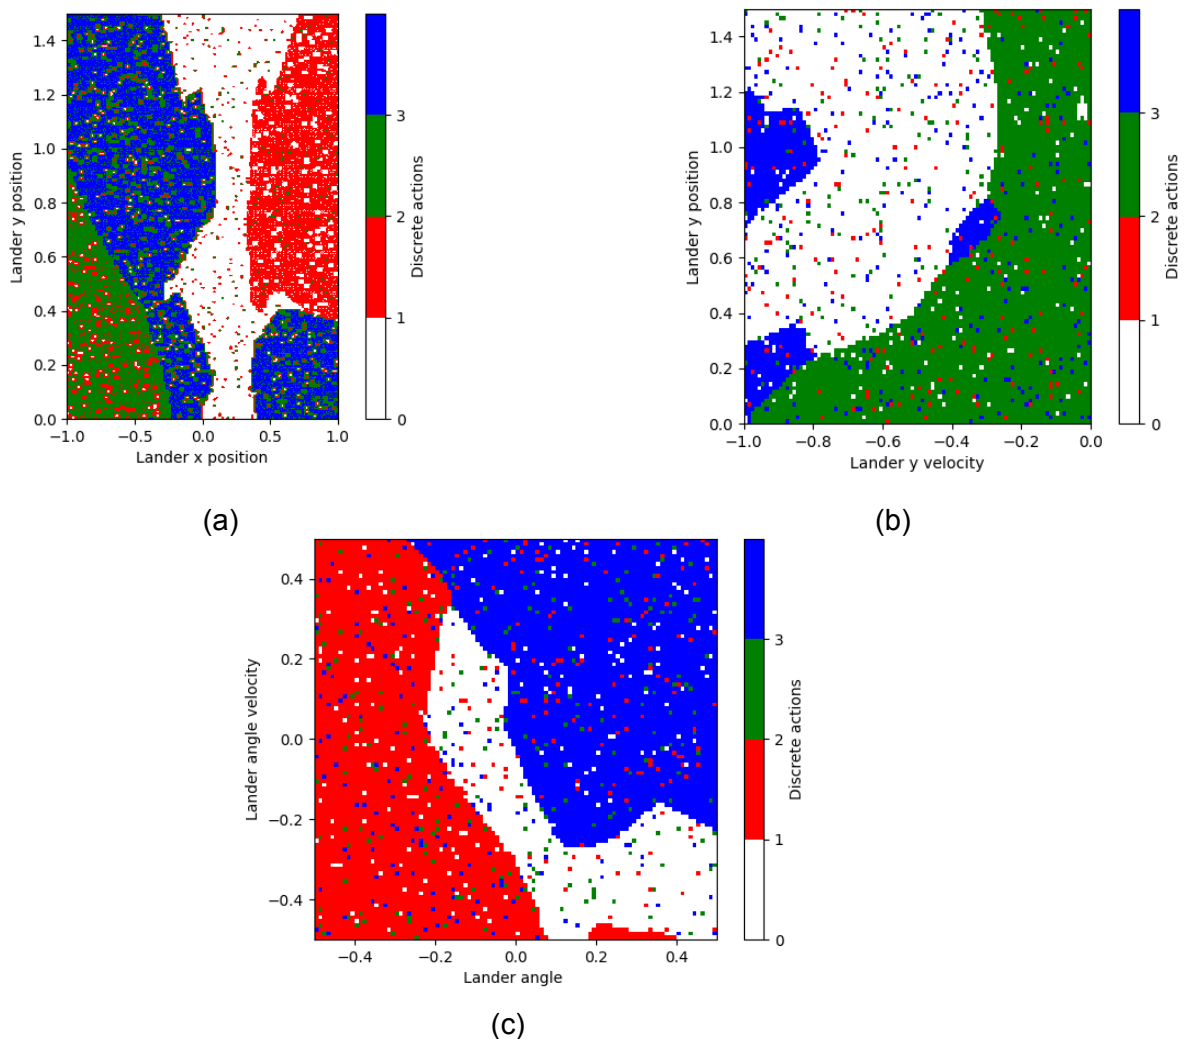 1.4
1.2
1.0
0.8
0.6
0.4
0.2
0.0
Lander y position
−1.0 −0.5 0.0 0.5 1.0
Lander x position
3
2
1
0
Discrete actions
(a)
1.4
1.2
1.0
0.8
0.6
0.4
0.2
0.0
Lander y position
−1.0 −0.8 −0.6 −0.4 −0.2 0.0
Lander y velocity
3
2
1
0
Discrete actions
(b)
0.4
0.2
0.0
−0.2
−0.4
Lander angle velocity
−0.4 −0.2 0.0 0.2 0.4
Lander angle
3
2
1
0
Discrete actions
(c)